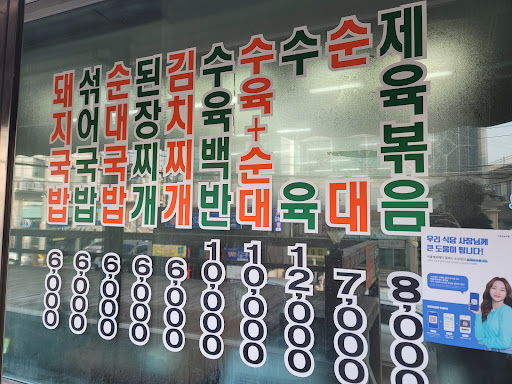 돼지국밥 6,000
섞어국밥 6,000
순대국밥 6,000
된장찌개 6,000
김치찌개 6,000
수육백반 10,000
수육+순대 10,000
수육 12,000
순대 7,000
제육볶음 8,000
우리 식당 사장님께
큰 도움이 됩니다!